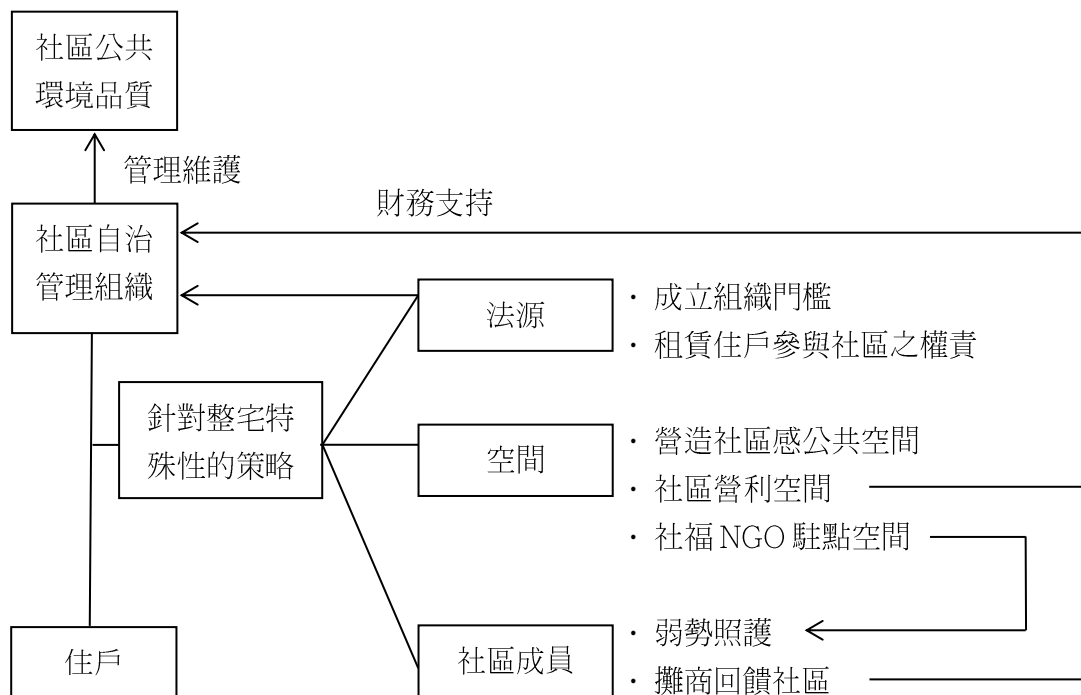 社區公共
環境品質
管理維護
財務支持
社區自治
管理組織
法源
· 成立組織門檻
· 租賃住戶參與社區之權責
針對整宅特
殊性的策略
空間
· 營造社區感公共空間
· 社區營利空間
· 社福 NGO 駐點空間
住戶
社區成員
· 弱勢照護
· 攤商回饋社區